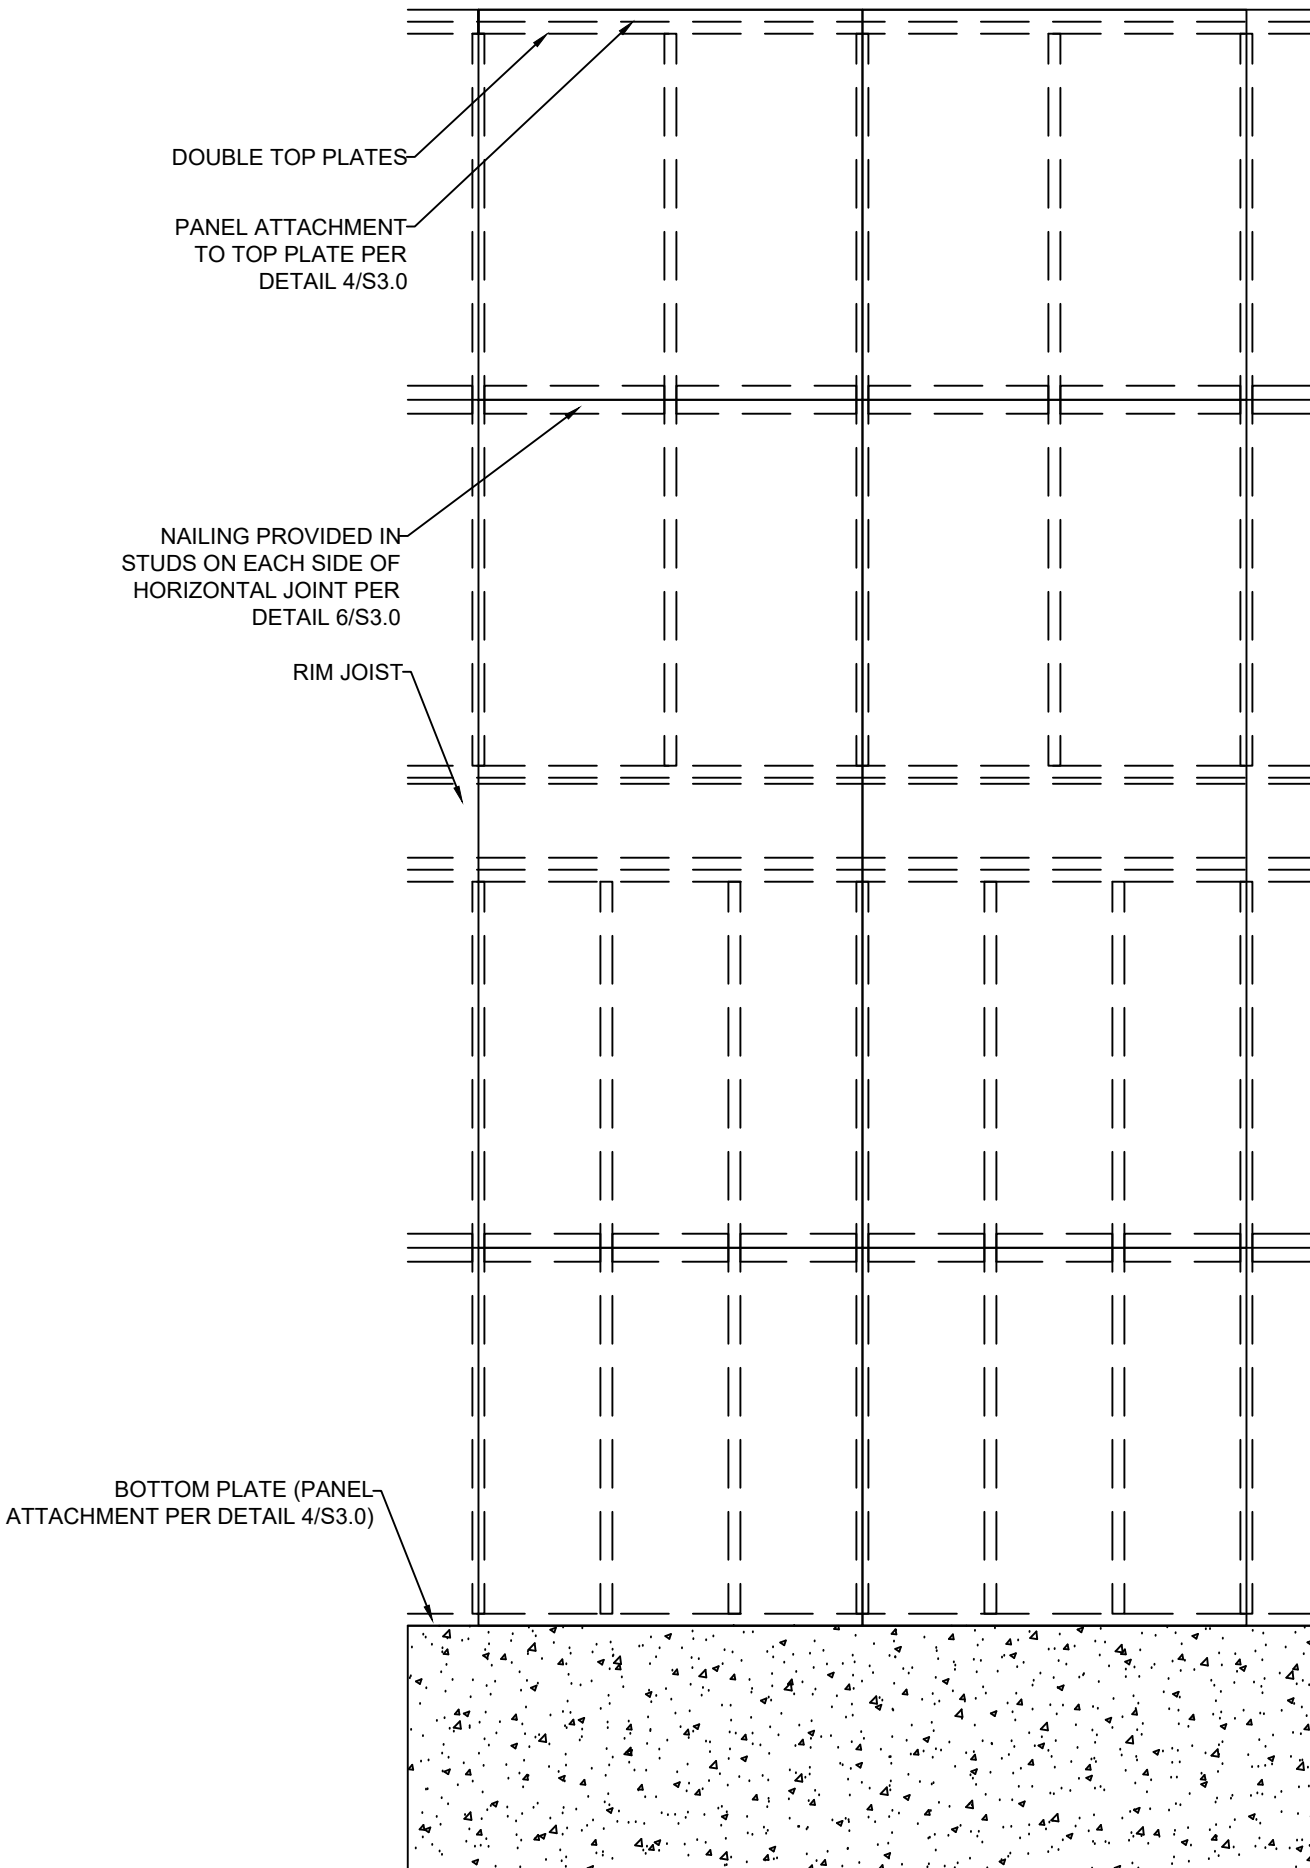 DOUBLE TOP PLATES
PANEL ATTACHMENT
TO TOP PLATE PER
DETAIL 4/S3.0
NAILING PROVIDED IN
STUDS ON EACH SIDE OF
HORIZONTAL JOINT PER
DETAIL 6/S3.0
RIM JOIST
BOTTOM PLATE (PANEL
ATTACHMENT PER DETAIL 4/S3.0)